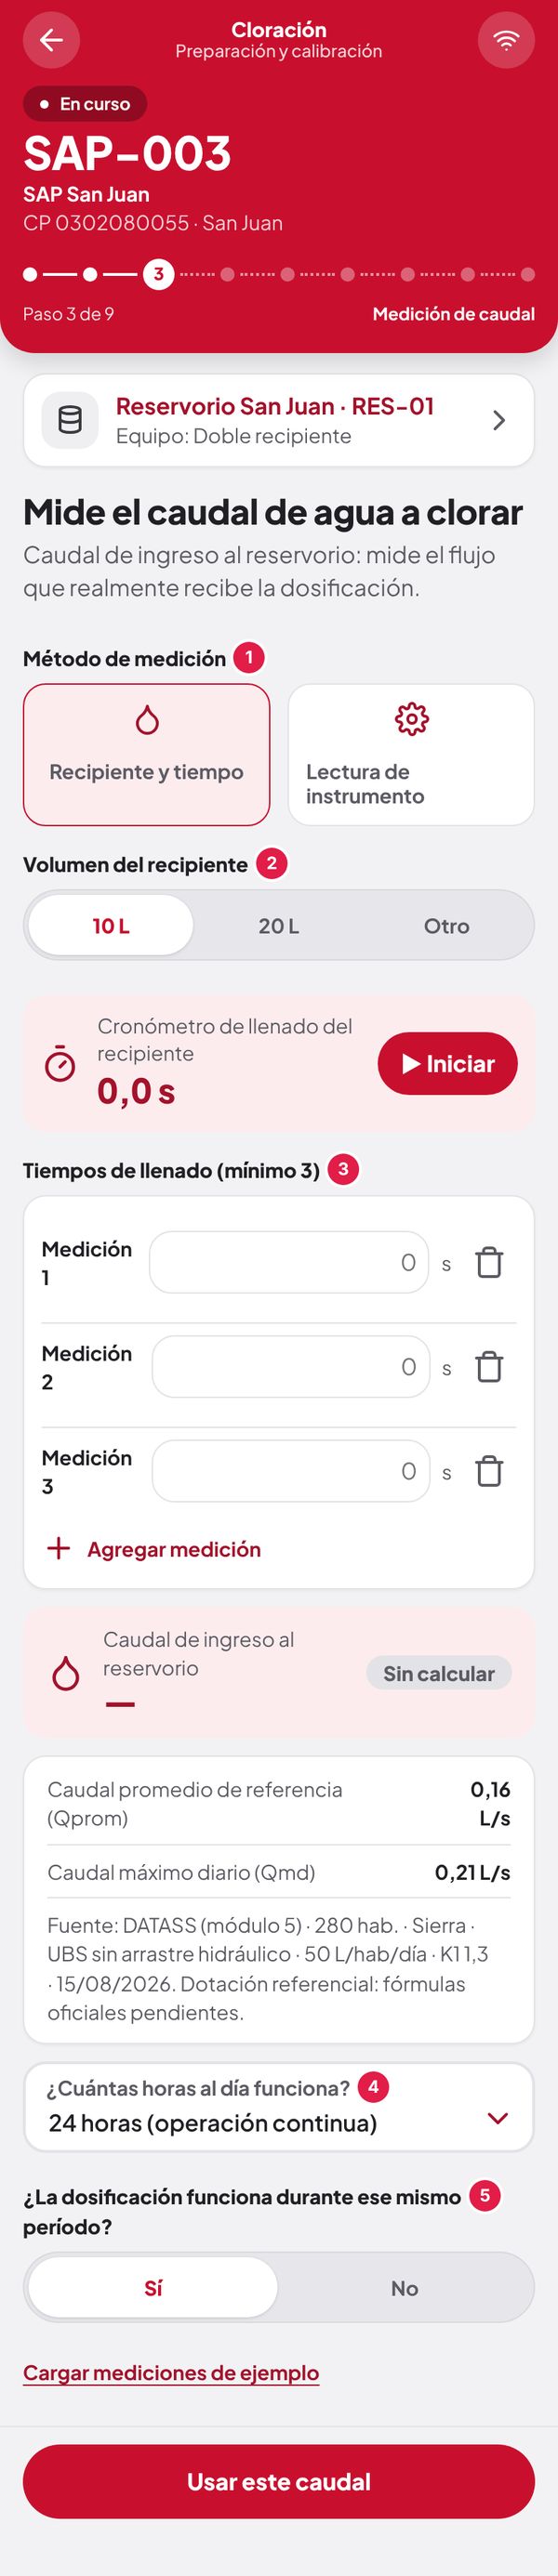 Cloración
Preparación y calibración
En curso
SAP-003
SAP San Juan
CP 0302080055 · San Juan
3
Paso 3 de 9
Medición de caudal
Reservorio San Juan · RES-01
Equipo: Doble recipiente
Mide el caudal de agua a clorar
Caudal de ingreso al reservorio: mide el flujo
que realmente recibe la dosificación.
Método de medición 1
Recipiente y tiempo
Lectura de
instrumento
Volumen del recipiente 2
10 L
20 L
Otro
Cronómetro de llenado del
recipiente
0,0 s
Iniciar
Tiempos de llenado (mínimo 3) 3
Medición
1
0 s
Medición
2
0 s
Medición
3
0 s
Agregar medición
Caudal de ingreso al
reservorio
—
Sin calcular
Caudal promedio de referencia
(Qprom)
0,16
L/s
Caudal máximo diario (Qmd)
0,21 L/s
Fuente: DATASS (módulo 5) · 280 hab. · Sierra ·
UBS sin arrastre hidráulico · 50 L/hab/día · K1 1,3
· 15/08/2026. Dotación referencial: fórmulas
oficiales pendientes.
¿Cuántas horas al día funciona? 4
24 horas (operación continua)
¿La dosificación funciona durante ese mismo 5
período?
Sí
No
Cargar mediciones de ejemplo
Usar este caudal